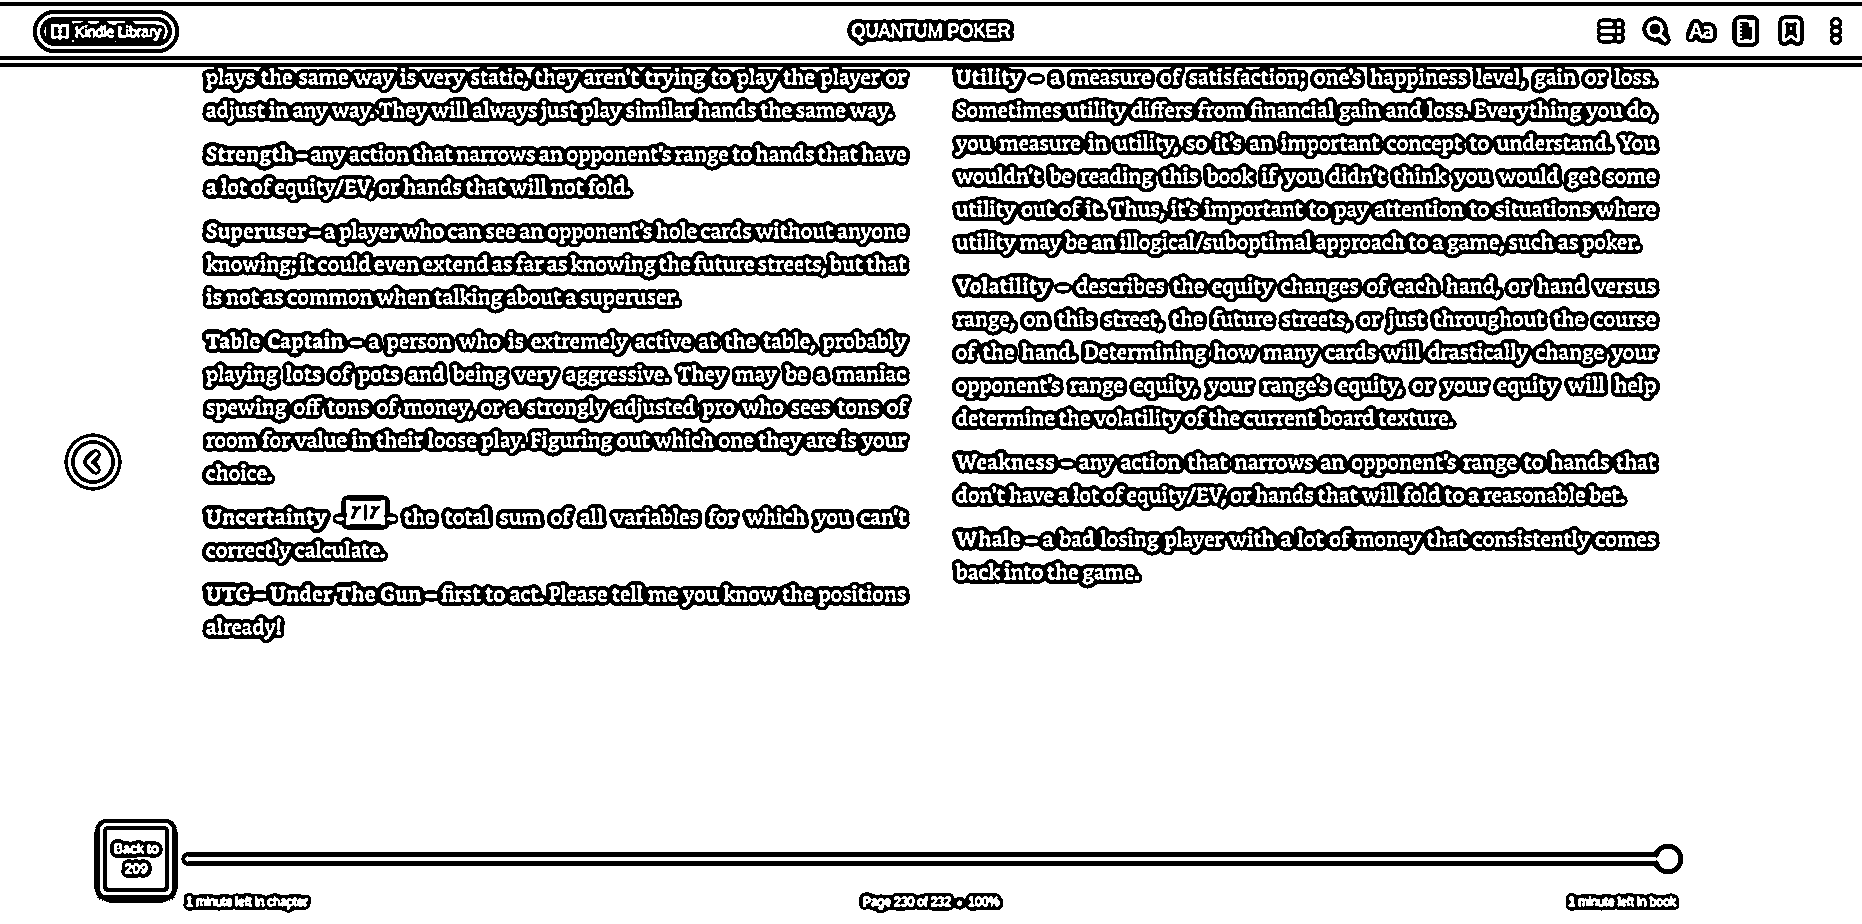 Kindle Library
QUANTUM POKER
Aa
plays the same way is very static, they aren't trying to play the player or
adjust in any way. They will always just play similar hands the same way.
Strength – any action that narrows an opponent's range to hands that have
a lot of equity/EV, or hands that will not fold.
Superuser – a player who can see an opponent's hole cards without anyone
knowing; it could even extend as far as knowing the future streets, but that
is not as common when talking about a superuser.
Table Captain – a person who is extremely active at the table, probably
playing lots of pots and being very aggressive. They may be a maniac
spewing off tons of money, or a strongly adjusted pro who sees tons of
room for value in their loose play. Figuring out which one they are is your
choice.
Uncertainty - - the total sum of all variables for which you can't
correctly calculate.
UTG – Under The Gun – first to act. Please tell me you know the positions
already!
Utility – a measure of satisfaction; one's happiness level, gain or loss.
Sometimes utility differs from financial gain and loss. Everything you do,
you measure in utility, so it's an important concept to understand. You
wouldn't be reading this book if you didn't think you would get some
utility out of it. Thus, it's important to pay attention to situations where
utility may be an illogical/suboptimal approach to a game, such as poker.
Volatility – describes the equity changes of each hand, or hand versus
range, on this street, the future streets, or just throughout the course
of the hand. Determining how many cards will drastically change your
opponent's range equity, your range's equity, or your equity will help
determine the volatility of the current board texture.
Weakness – any action that narrows an opponent's range to hands that
don't have a lot of equity/EV, or hands that will fold to a reasonable bet.
Whale – a bad losing player with a lot of money that consistently comes
back into the game.
Back to
209
1 minute left in chapter
Page 230 of 232 • 100%
1 minute left in book